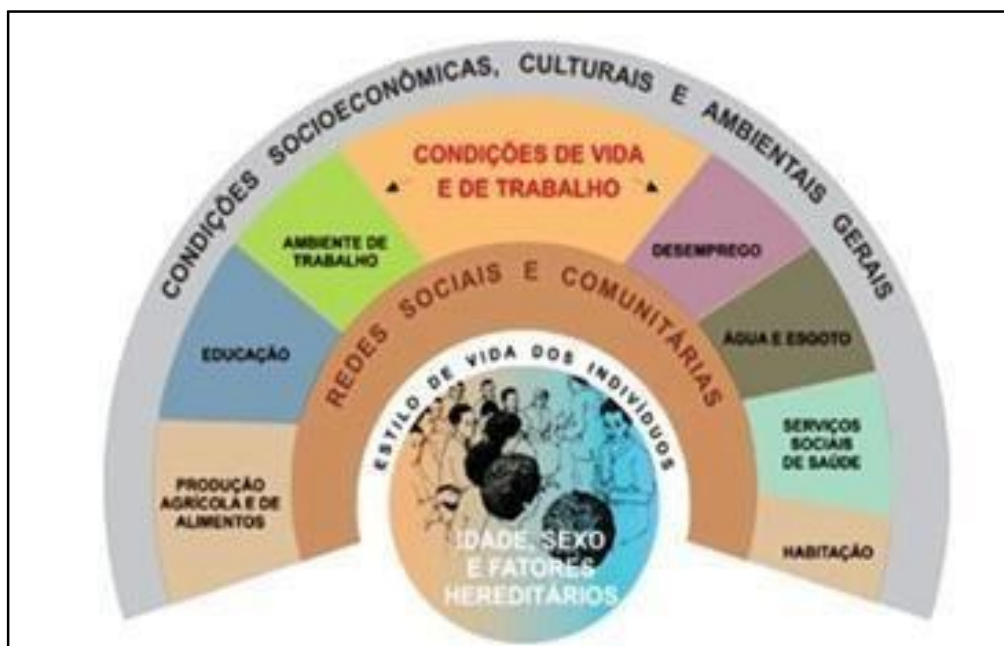 CONDIÇÕES SOCIOECONÔMICAS, CULTURAIS E AMBIENTAIS GERAIS
CONDIÇÕES DE VIDA
E DE TRABALHO
AMBIENTE DE
TRABALHO
DESEMPREGO
EDUCAÇÃO
ÁGUA E ESGOTO
PRODUÇÃO
AGRÍCOLA E DE
ALIMENTOS
SERVIÇOS
SOCIAIS
DE SAÚDE
HABITAÇÃO
REDES SOCIAIS E COMUNITÁRIAS
ESTILO DE VIDA DOS INDIVÍDUOS
IDADE, SEXO
E FATORES
HEREDITÁRIOS